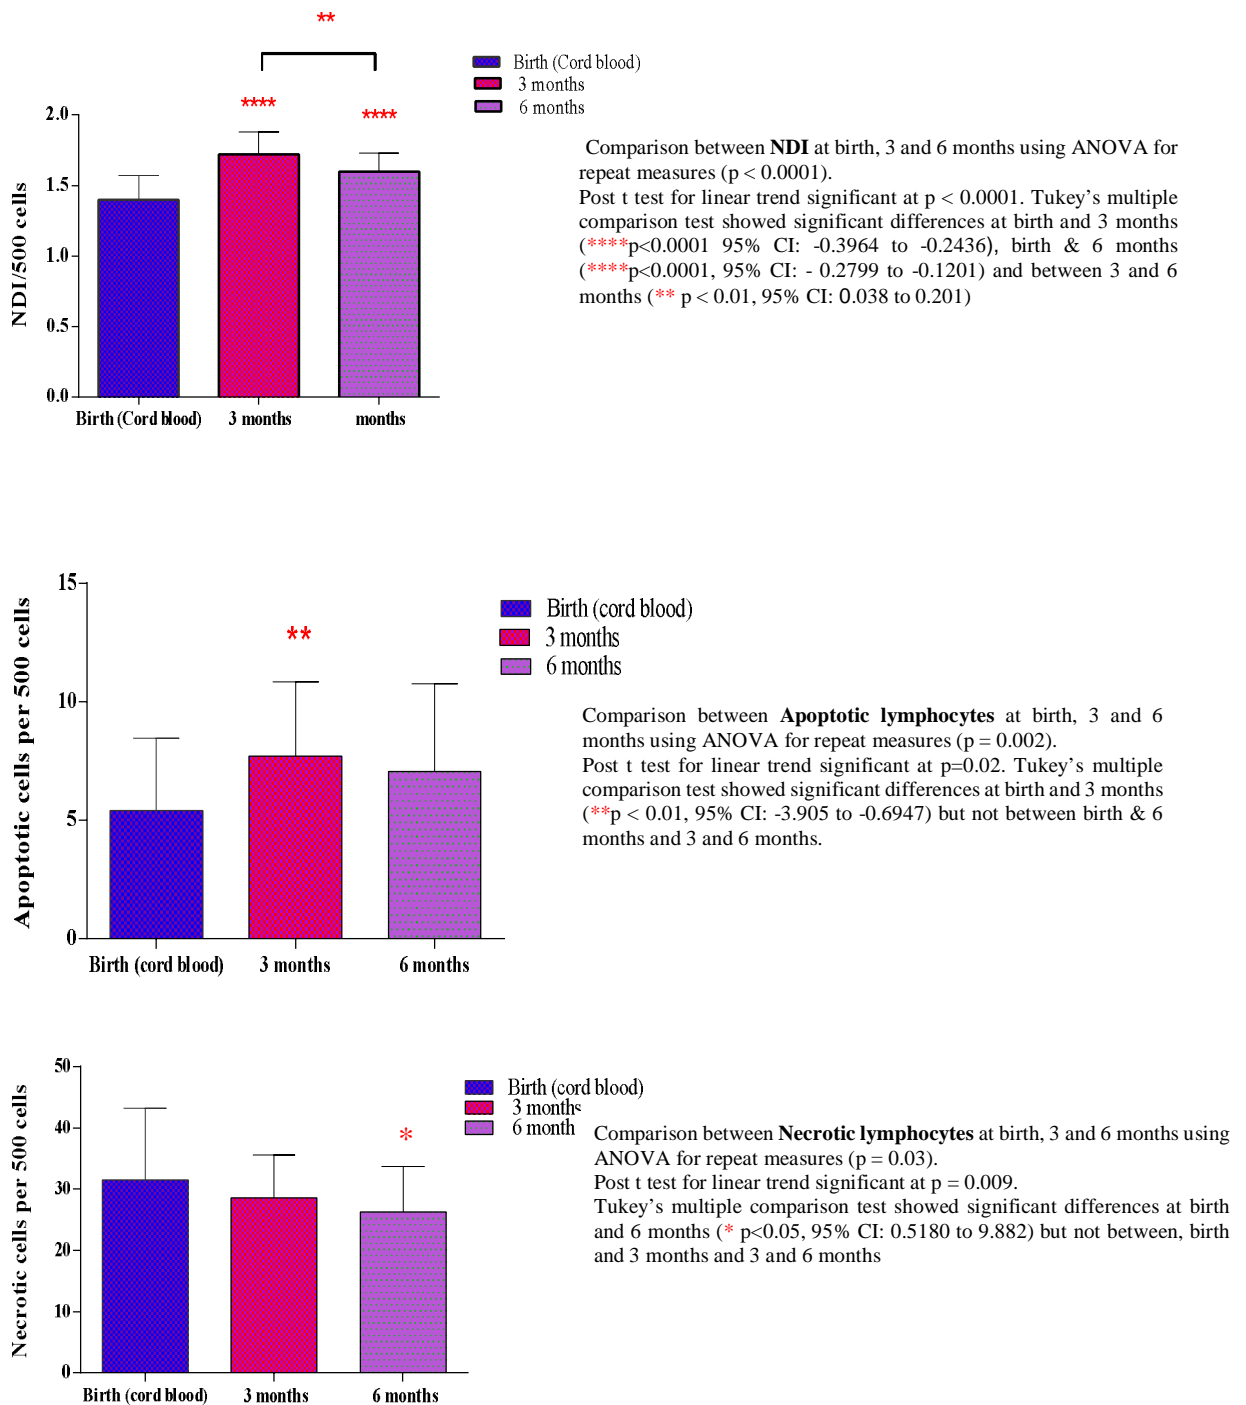 **
Birth (Cord blood)
3 months
6 months
****
****
2.0
1.5
1.0
0.5
0.0
NDI/500 cells
Birth (Cord blood)
3 months
months
Comparison between NDI at birth, 3 and 6 months using ANOVA for
repeat measures (p < 0.0001).
Post t test for linear trend significant at p < 0.0001. Tukey's multiple
comparison test showed significant differences at birth and 3 months
(****p<0.0001 95% CI: -0.3964 to -0.2436), birth & 6 months
(****p<0.0001, 95% CI: - 0.2799 to -0.1201) and between 3 and 6
months (** p < 0.01, 95% CI: 0.038 to 0.201)
15
10
5
0
Apoptotic cells per 500 cells
**
Birth (cord blood)
3 months
6 months
Birth (cord blood)
3 months
6 months
Comparison between Apoptotic lymphocytes at birth, 3 and 6
months using ANOVA for repeat measures (p = 0.002).
Post t test for linear trend significant at p=0.02. Tukey's multiple
comparison test showed significant differences at birth and 3 months
(**p < 0.01, 95% CI: -3.905 to -0.6947) but not between birth & 6
months and 3 and 6 months.
50
40
30
20
10
0
Necrotic cells per 500 cells
*
Birth (cord blood)
3 months
6 month
Birth (cord blood)
3 months
6 months
Comparison between Necrotic lymphocytes at birth, 3 and 6 months using
ANOVA for repeat measures (p = 0.03).
Post t test for linear trend significant at p = 0.009.
Tukey's multiple comparison test showed significant differences at birth
and 6 months (* p<0.05, 95% CI: 0.5180 to 9.882) but not between, birth
and 3 months and 3 and 6 months